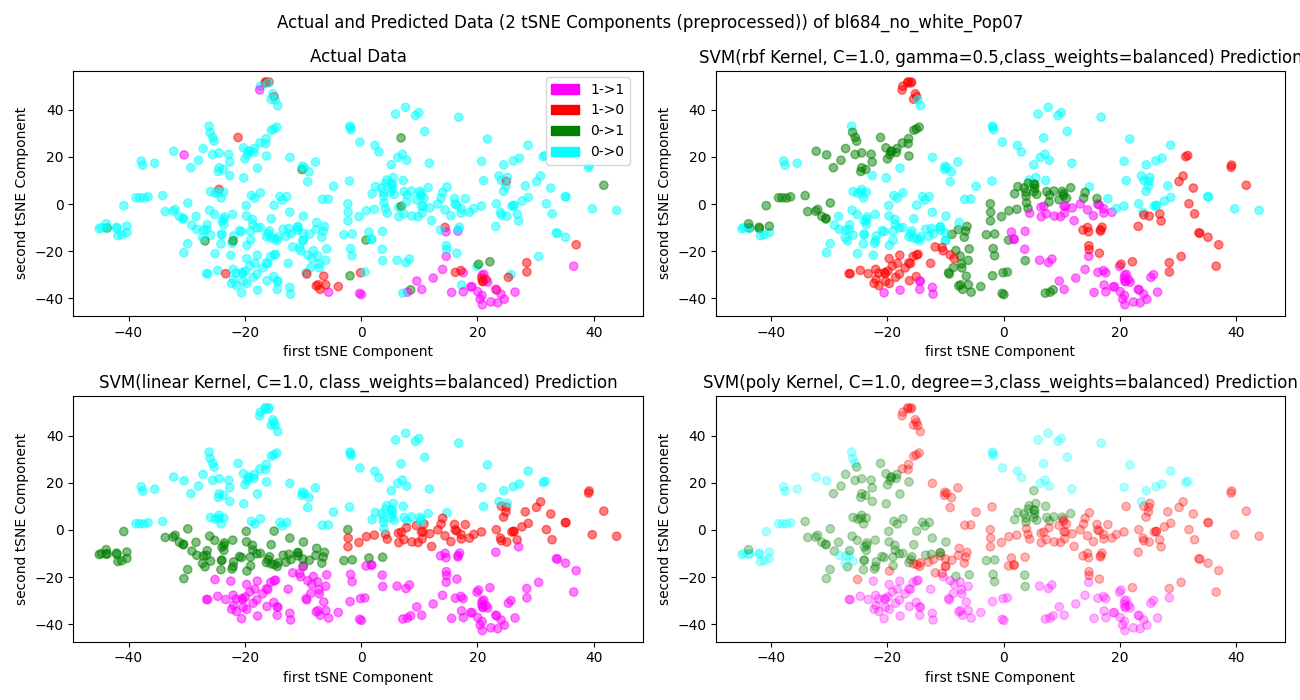 Actual and Predicted Data (2 tSNE Components (preprocessed)) of bl684_no_white_Pop07
Actual Data
second tSNE Component
40
20
0
−20
−40
1->1
1->0
0->1
0->0
−40 −20 0 20 40
first tSNE Component
SVM(rbf Kernel, C=1.0, gamma=0.5,class_weights=balanced) Prediction
second tSNE Component
40
20
0
−20
−40
−40 −20 0 20 40
first tSNE Component
SVM(linear Kernel, C=1.0, class_weights=balanced) Prediction
second tSNE Component
40
20
0
−20
−40
−40 −20 0 20 40
first tSNE Component
SVM(poly Kernel, C=1.0, degree=3,class_weights=balanced) Prediction
second tSNE Component
40
20
0
−20
−40
−40 −20 0 20 40
first tSNE Component